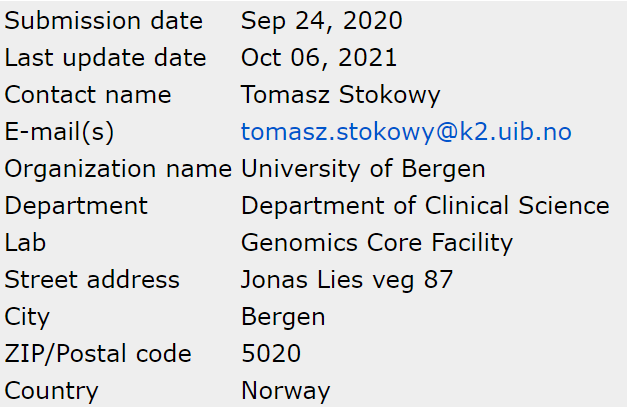 Submission date Sep 24, 2020
Last update date Oct 06, 2021
Contact name Tomasz Stokowy
E-mail(s) tomasz.stokowy@k2.uib.no
Organization name University of Bergen
Department Department of Clinical Science
Lab Genomics Core Facility
Street address Jonas Lies veg 87
City Bergen
ZIP/Postal code 5020
Country Norway